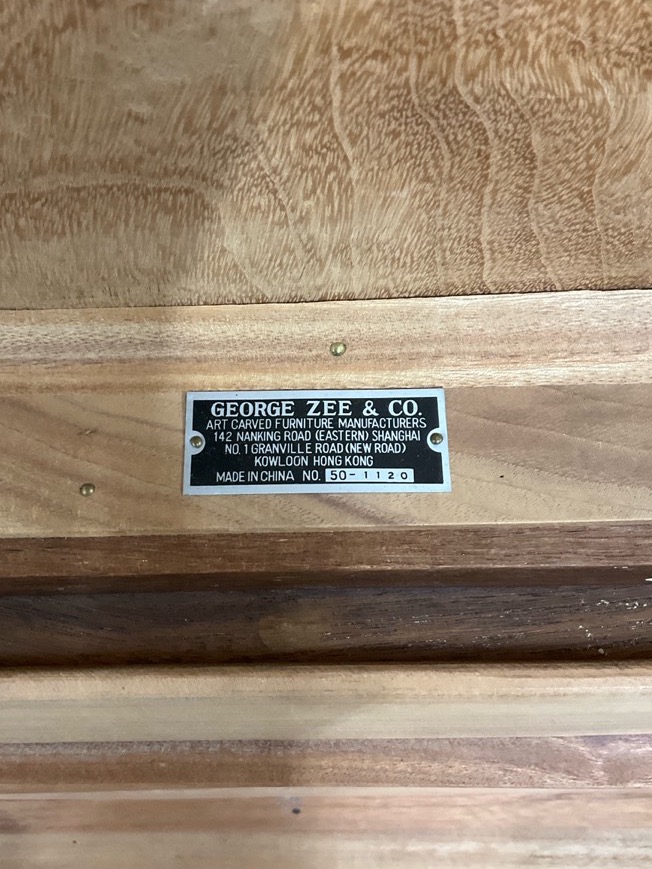 GEORGE ZEE & CO.
ART CARVED FURNITURE MANUFACTURERS
142 NANKING ROAD (EASTERN) SHANGHAI
NO. 1 GRANVILLE ROAD (NEW ROAD)
KOWLOON HONG KONG
MADE IN CHINA NO. 50-1120